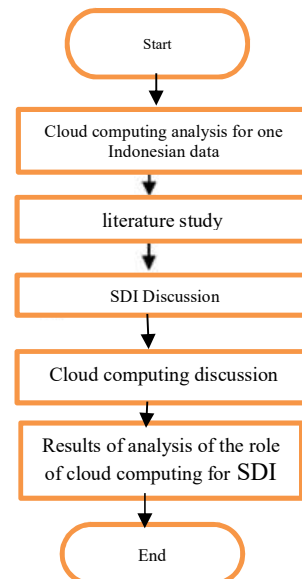 Start
Cloud computing analysis for one
Indonesian data
literature study
SDI Discussion
Cloud computing discussion
Results of analysis of the role
of cloud computing for SDI
End